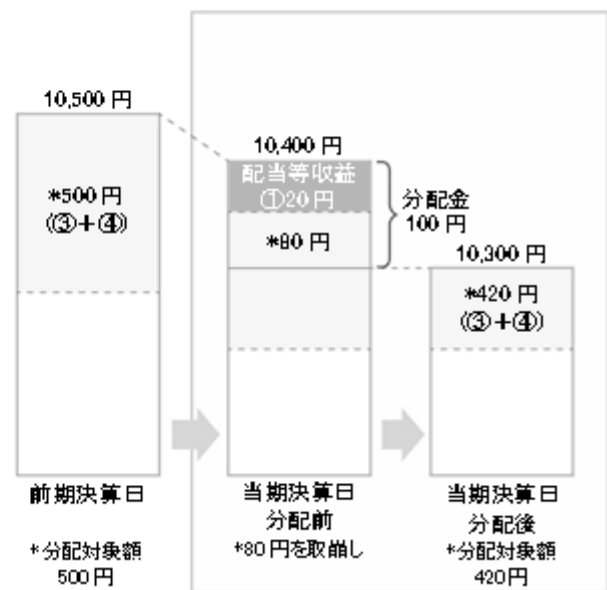 10,500 円
*500 円
(③+④)
前期決算日
*分配対象額
500 円
10,400 円
配当等収益
①20 円
*80 円
分配金
100 円
当期決算日
分配前
*80 円を取崩し
10,300 円
*420 円
(③+④)
当期決算日
分配後
*分配対象額
420円